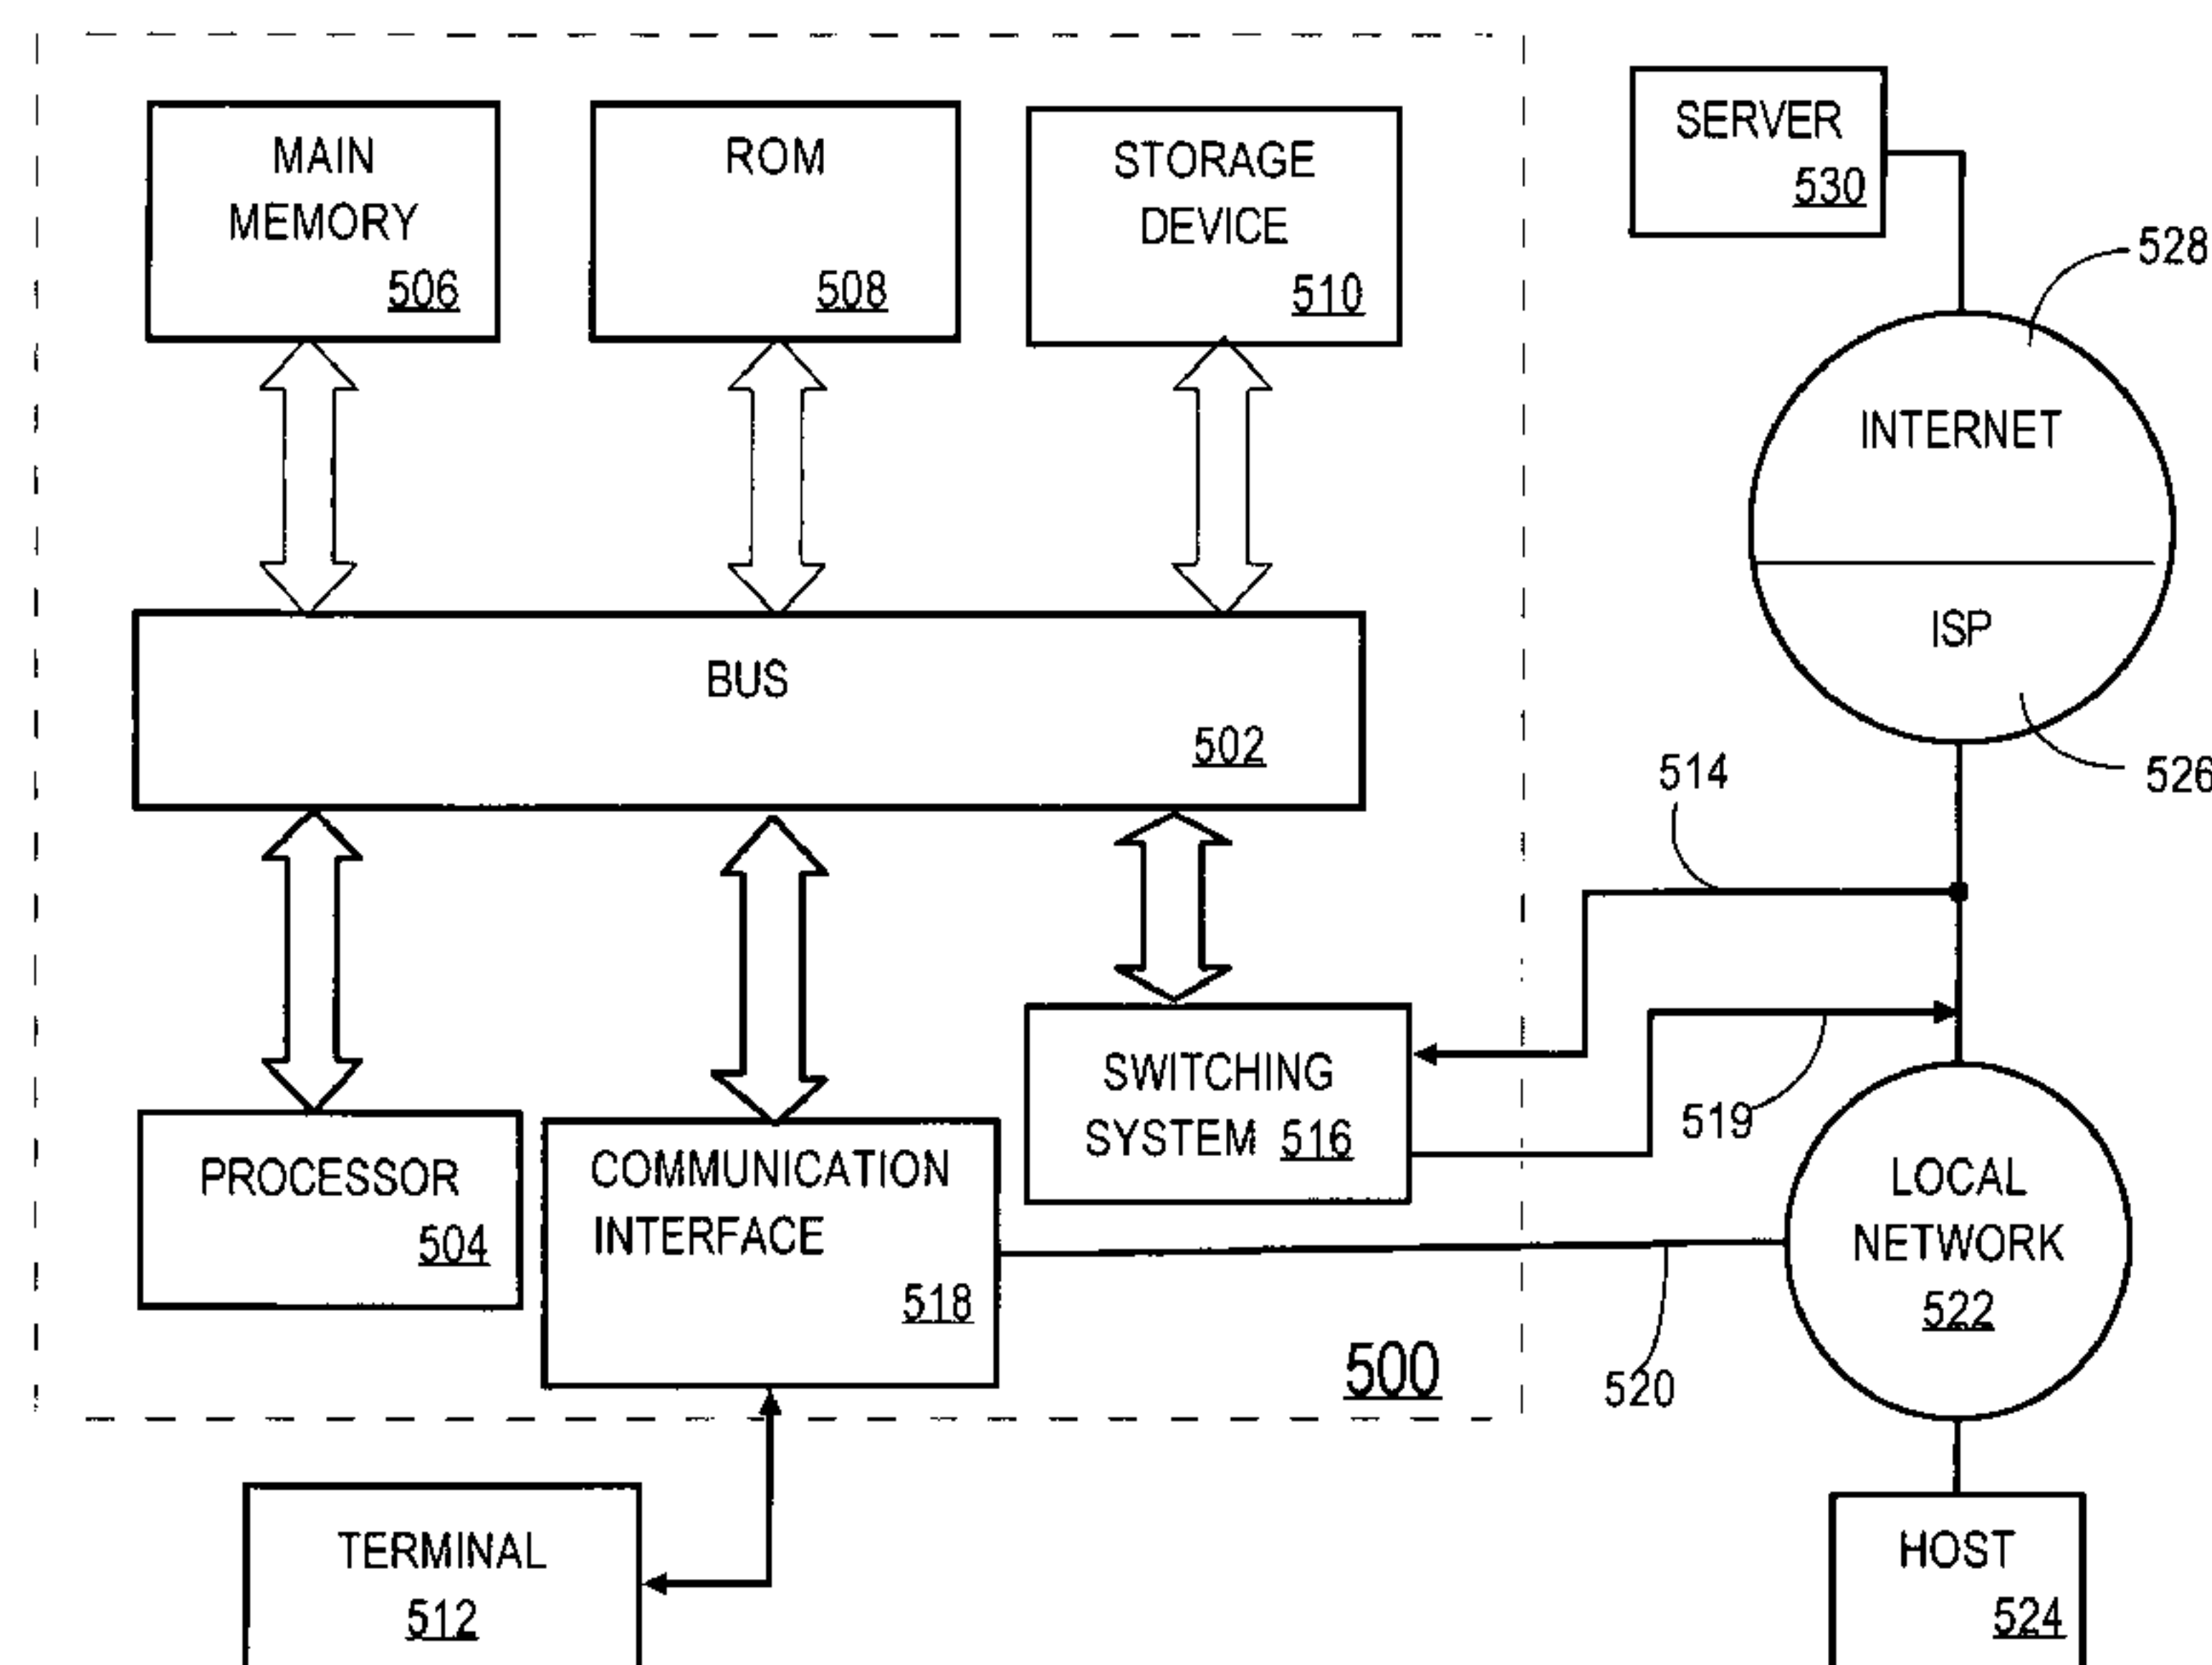 MAIN
MEMORY
506
ROM
508
STORAGE
DEVICE
510
SERVER
530
528
INTERNET
ISP
526
BUS
502
514
SWITCHING
SYSTEM 516
519
PROCESSOR
504
COMMUNICATION
INTERFACE
518
LOCAL
NETWORK
522
500
520
TERMINAL
512
HOST
524